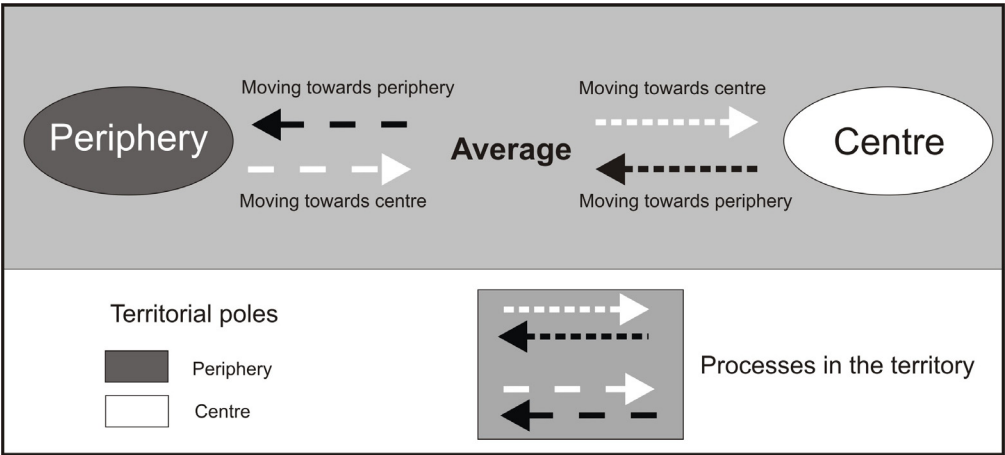 Moving towards periphery
Moving towards centre
Periphery
Average
Centre
Moving towards centre
Moving towards periphery
Territorial poles
Periphery
Centre
Processes in the territory